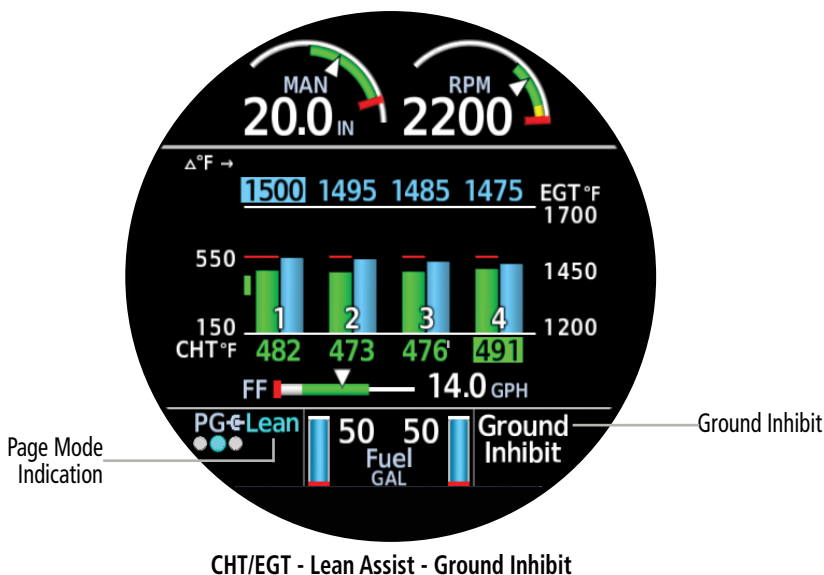 MAN
20.0 IN
RPM
2200
△°F →
1500 1495 1485 1475 EGT°F
1700
550
1450
1 2 3 4
150
1200
CHT°F 482 473 476 491
FF 14.0 GPH
PG Lean
50 50
Fuel
GAL
Ground
Inhibit
Page Mode
Indication
Ground Inhibit
CHT/EGT - Lean Assist - Ground Inhibit